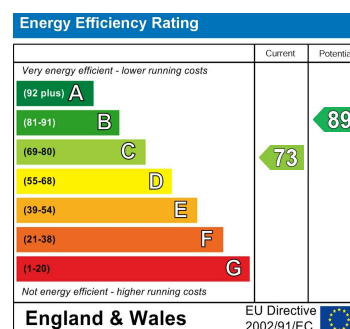 Energy Efficiency Rating
Current Potentia
Very energy efficient - lower running costs
(92 plus) A
(81-91) B
89
(69-80) C
73
(55-68) D
(39-54) E
(21-38) F
(1-20) G
Not energy efficient - higher running costs
England & Wales
EU Directive
2002/91/EC